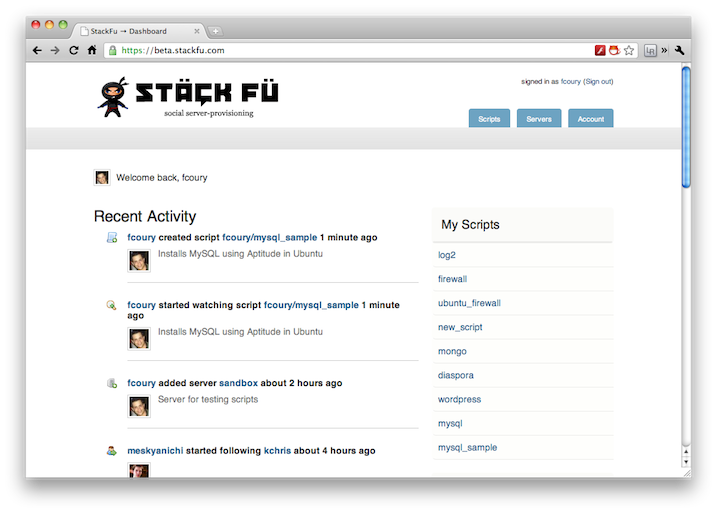 StackFu → Dashboard
https://beta.stackfu.com
LR
»
STÄÇK FÜ
social server-provisioning
signed in as fcoury (Sign out)
Scripts Servers Account
Welcome back, fcoury
Recent Activity
fcoury created script fcoury/mysql_sample 1 minute ago
Installs MySQL using Aptitude in Ubuntu
fcoury started watching script fcoury/mysql_sample 1 minute
ago
Installs MySQL using Aptitude in Ubuntu
fcoury added server sandbox about 2 hours ago
Server for testing scripts
meskyanichi started following kchris about 4 hours ago
My Scripts
log2
firewall
ubuntu_firewall
new_script
mongo
diaspora
wordpress
mysql
mysql_sample